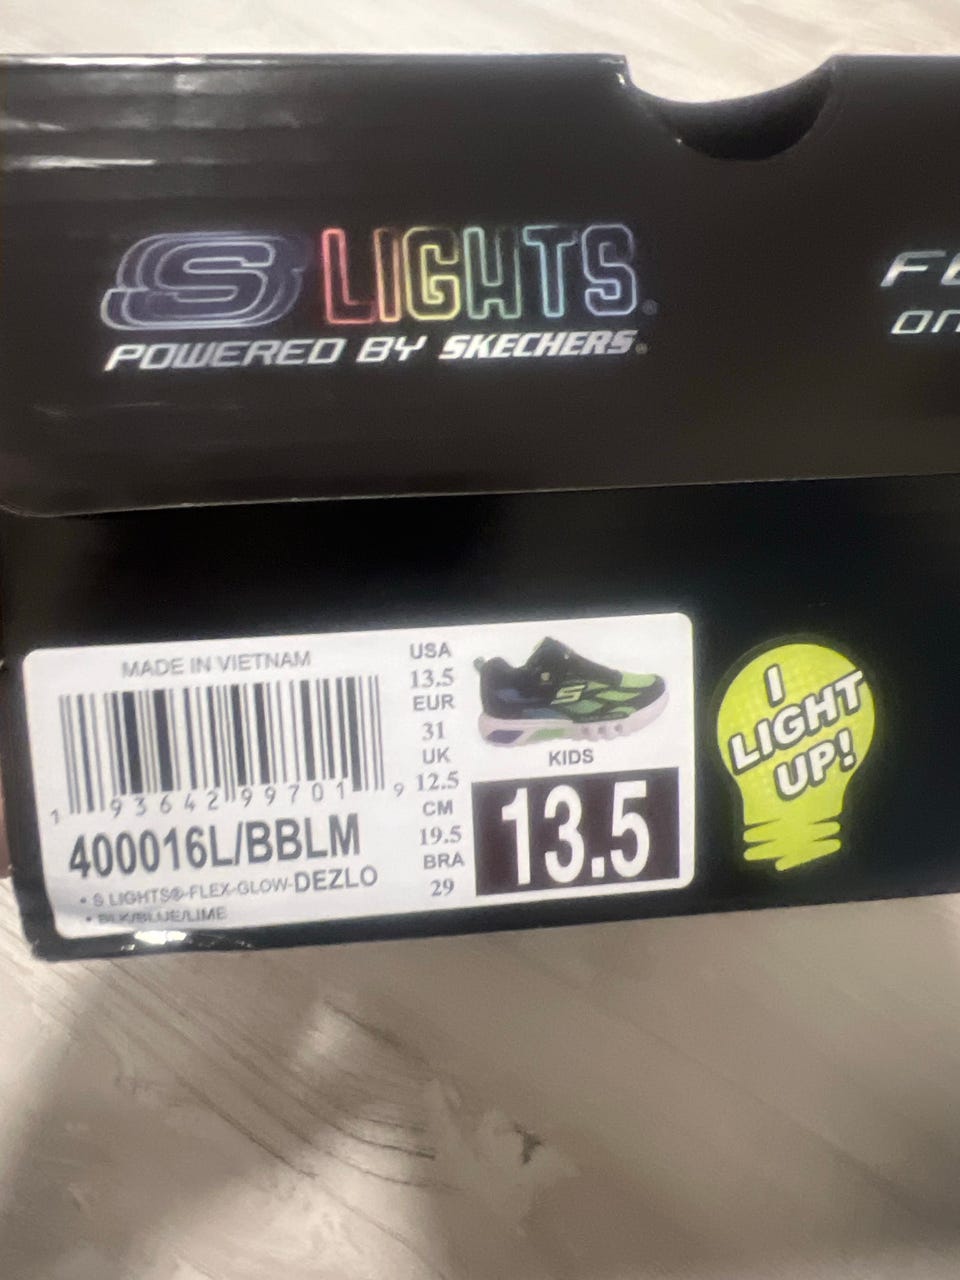 S LIGHTS®
POWERED BY SKECHERS®
ON
MADE IN VIETNAM
1 93642 99701 9
400016L/BBLM
• S LIGHTS®-FLEX-GLOW-DEZLO
• BLK/BLUE/LIME
USA
13.5
EUR
31
UK
12.5
CM
19.5
BRA
29
S
KIDS
13.5
I
LIGHT
UP!